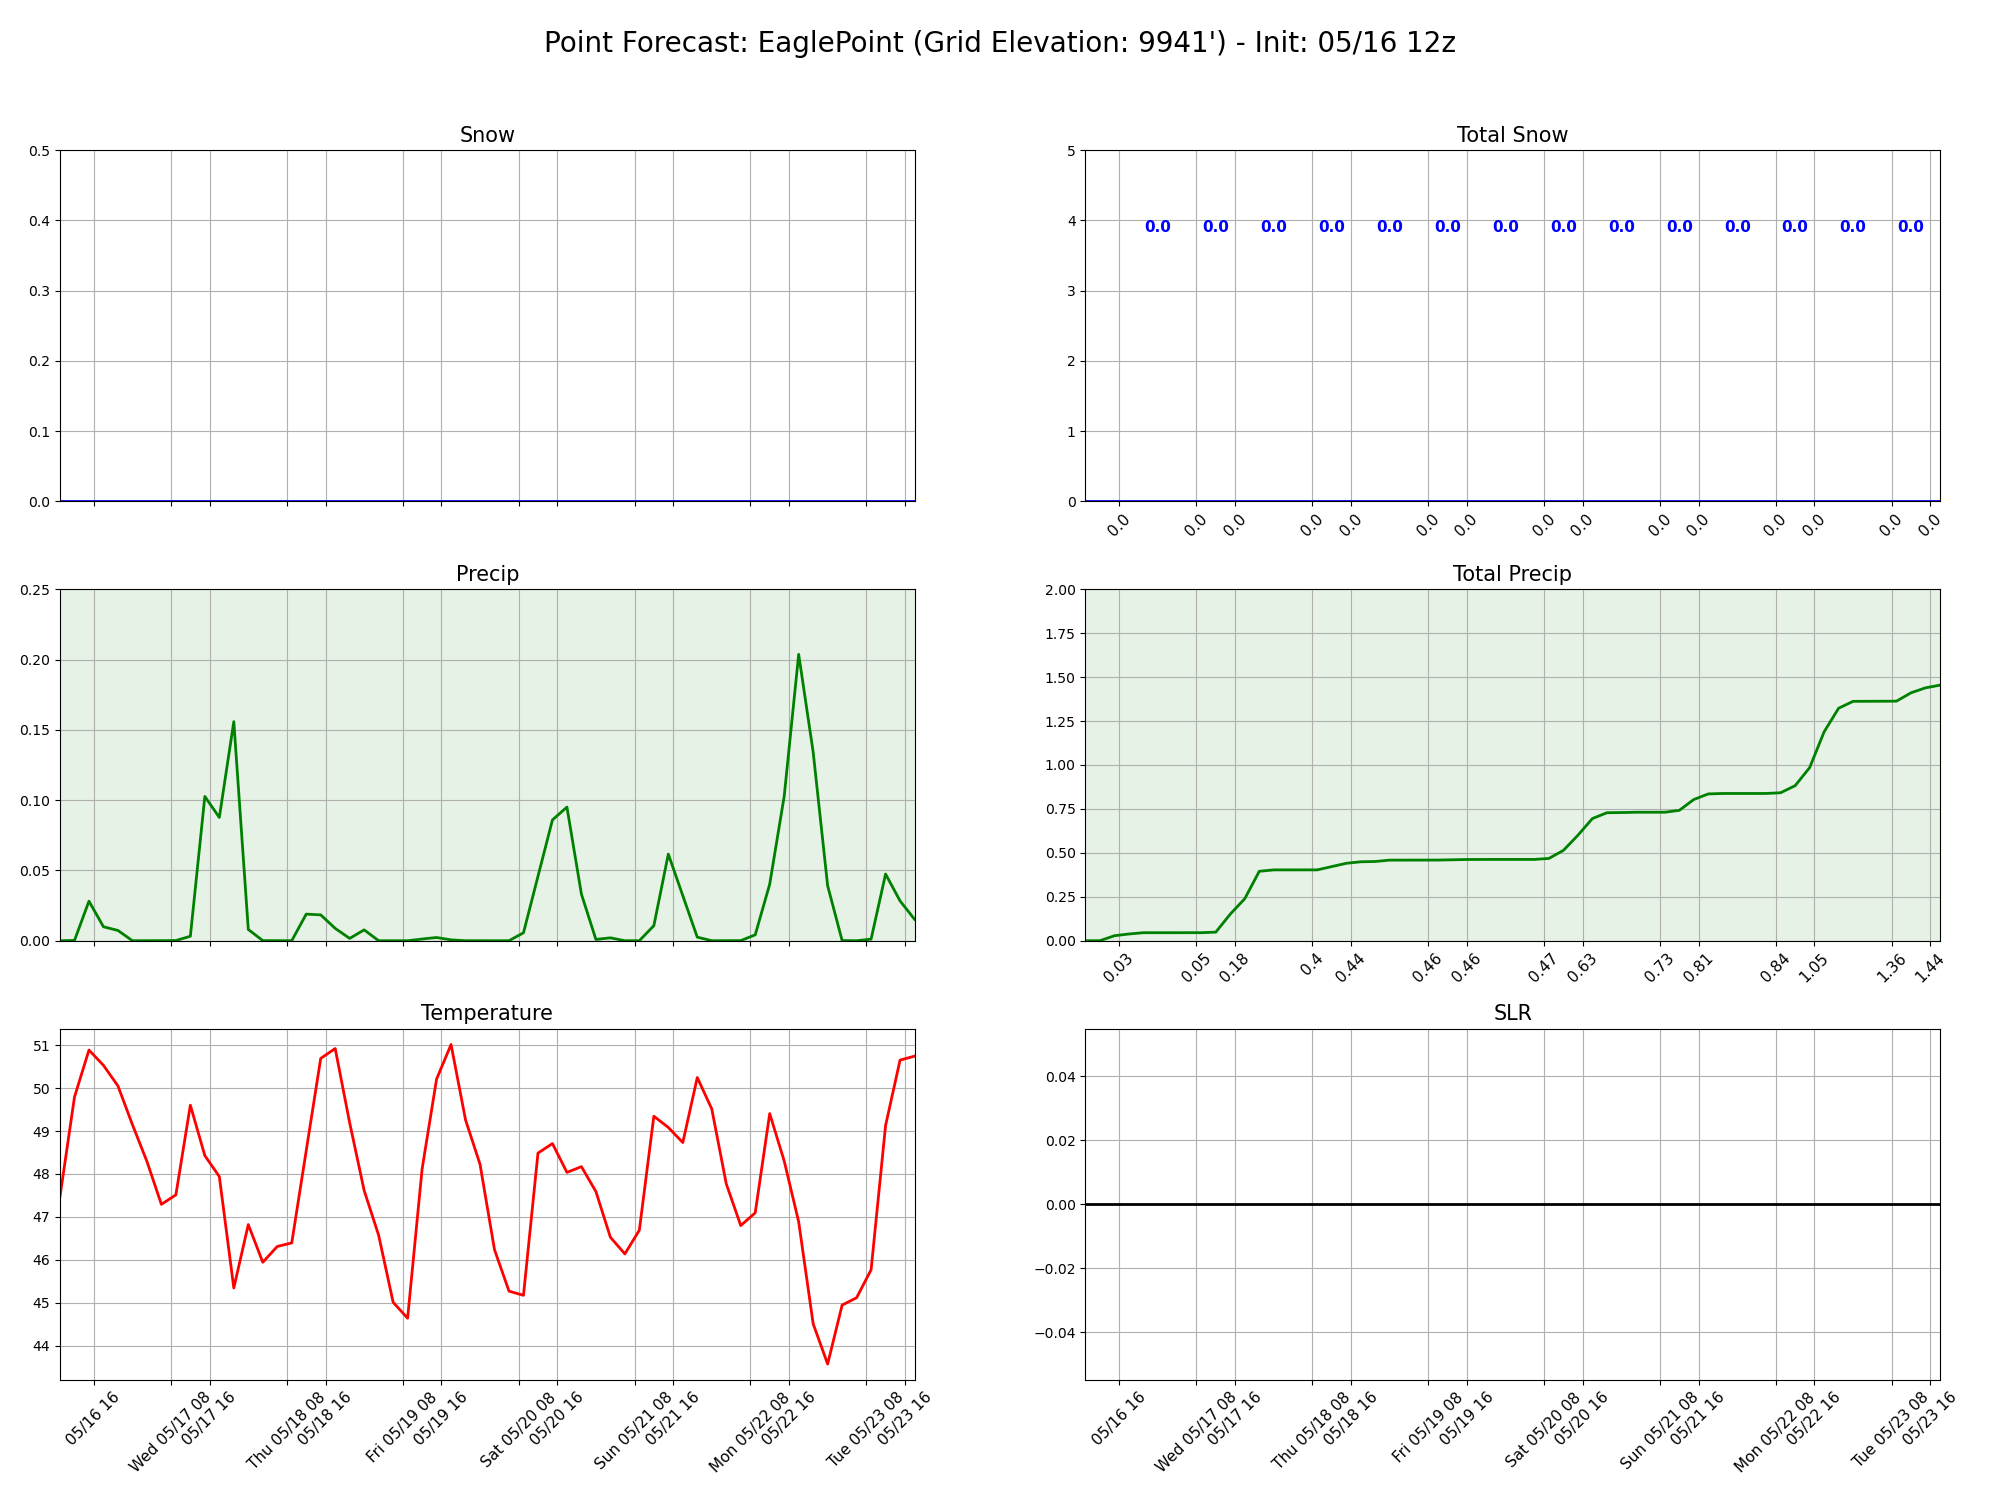 Point Forecast: EaglePoint (Grid Elevation: 9941') - Init: 05/16 12z
Snow
0.5
0.4
0.3
0.2
0.1
0.0
Total Snow
5
4
3
2
1
0
0.0 0.0 0.0 0.0 0.0 0.0 0.0 0.0 0.0 0.0 0.0 0.0 0.0 0.0
0.0 0.0 0.0 0.0 0.0 0.0 0.0 0.0 0.0 0.0 0.0 0.0 0.0 0.0 0.0
Precip
0.25
0.20
0.15
0.10
0.05
0.00
Total Precip
2.00
1.75
1.50
1.25
1.00
0.75
0.50
0.25
0.00
0.03 0.05 0.18 0.4 0.44 0.46 0.46 0.47 0.63 0.73 0.81 0.84 1.05 1.36 1.44
Temperature
51
50
49
48
47
46
45
44
05/16 16
Wed 05/17 08
05/17 16
Thu 05/18 08
05/18 16
Fri 05/19 08
05/19 16
Sat 05/20 08
05/20 16
Sun 05/21 08
05/21 16
Mon 05/22 08
05/22 16
Tue 05/23 08
05/23 16
SLR
0.04
0.02
0.00
−0.02
−0.04
05/16 16
Wed 05/17 08
05/17 16
Thu 05/18 08
05/18 16
Fri 05/19 08
05/19 16
Sat 05/20 08
05/20 16
Sun 05/21 08
05/21 16
Mon 05/22 08
05/22 16
Tue 05/23 08
05/23 16